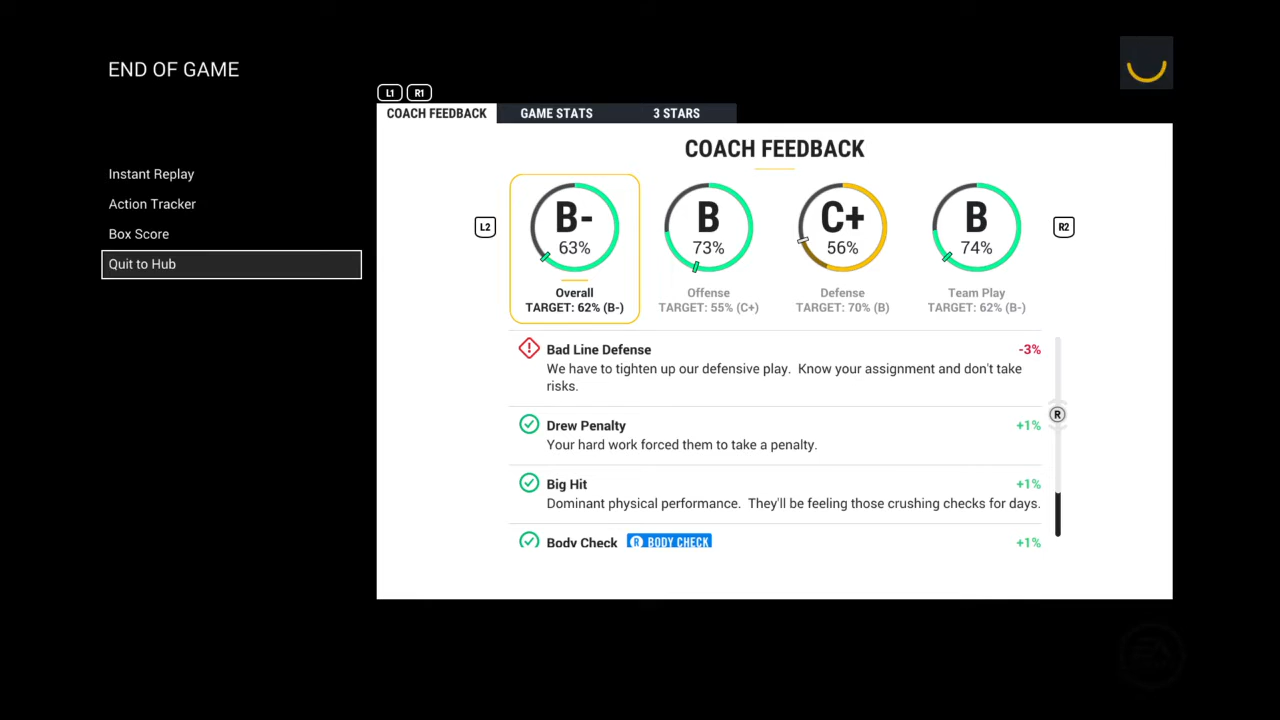 END OF GAME
L1 R1
COACH FEEDBACK GAME STATS 3 STARS
COACH FEEDBACK
Instant Replay
Action Tracker
Box Score
Quit to Hub
L2
B- B C+ B
63% 73% 56% 74%
R2
Overall Offense Defense Team Play
TARGET: 62% (B-) TARGET: 55% (C+) TARGET: 70% (B) TARGET: 62% (B-)
Bad Line Defense -3%
We have to tighten up our defensive play. Know your assignment and don't take
risks.
R
Drew Penalty +1%
Your hard work forced them to take a penalty.
Big Hit +1%
Dominant physical performance. They'll be feeling those crushing checks for days.
Body Check R BODY CHECK +1%